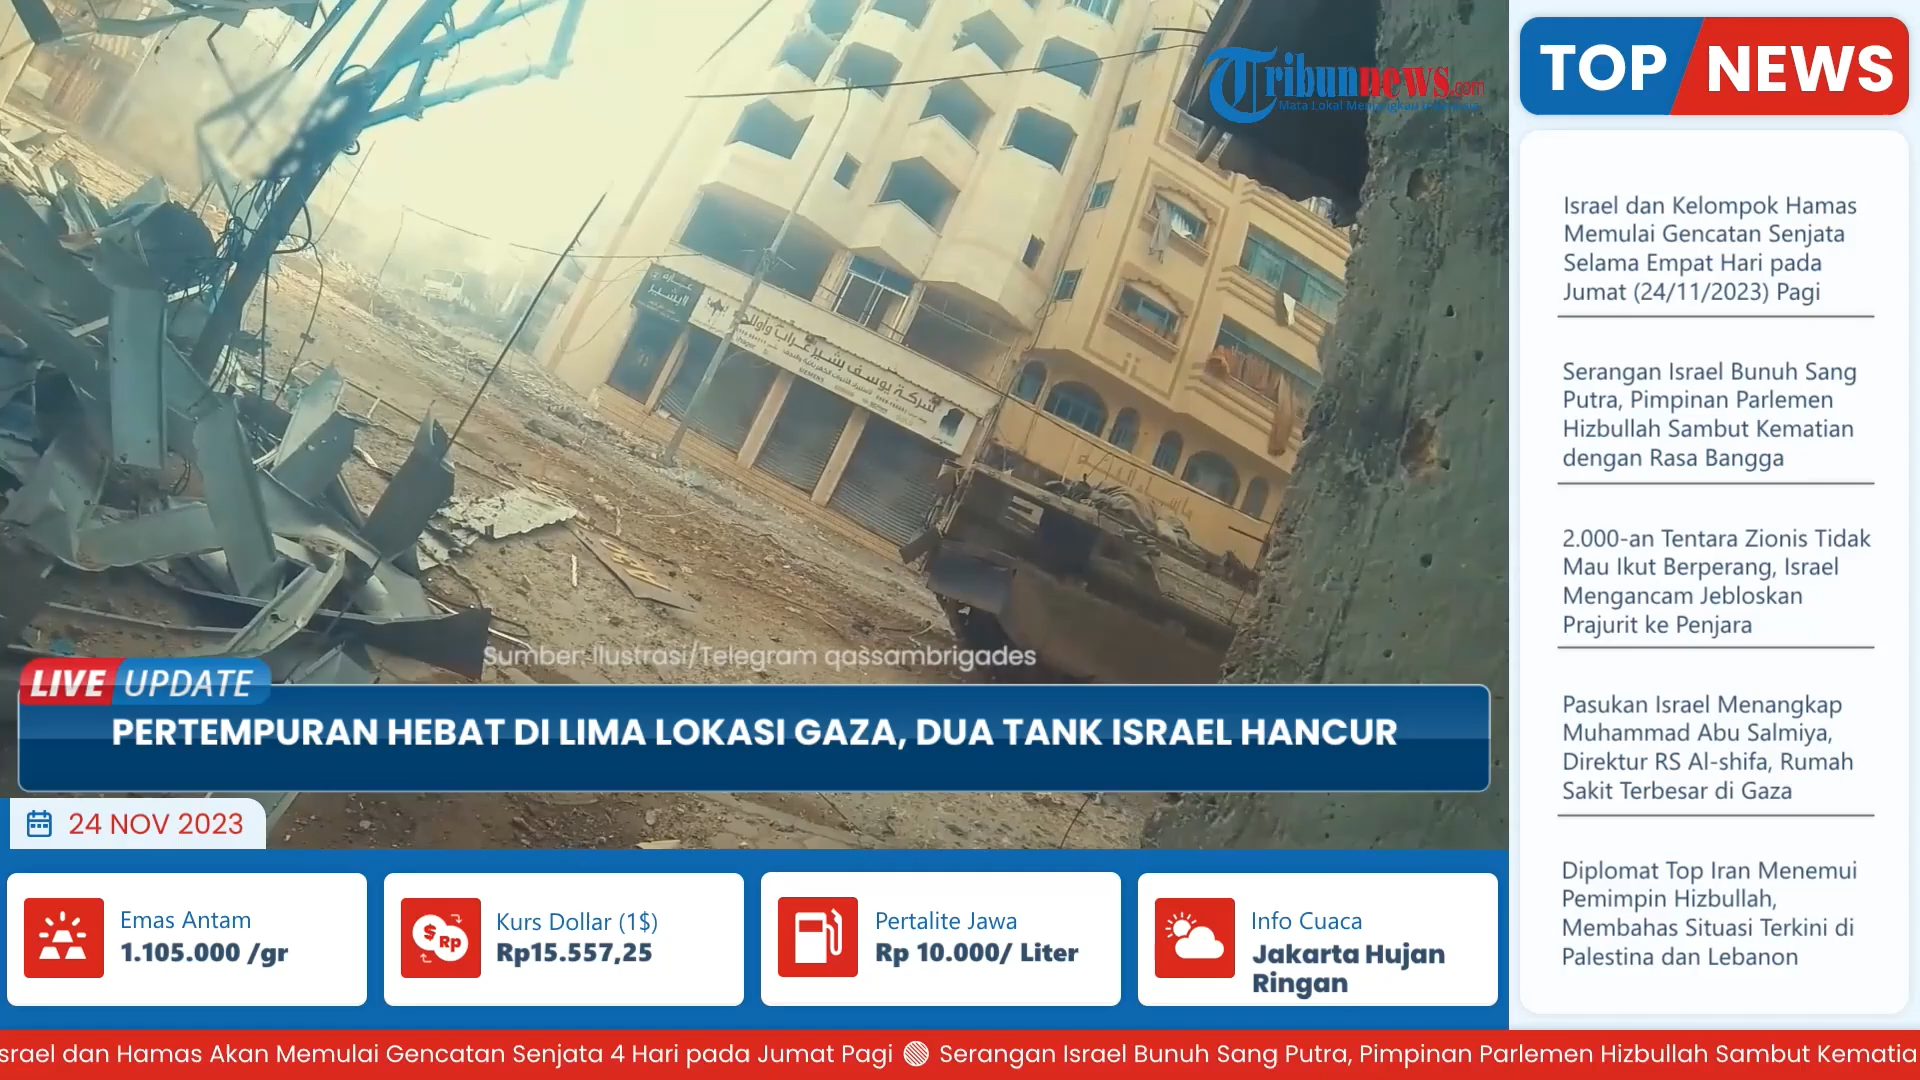 Tribunnews.com
TOP NEWS
Israel dan Kelompok Hamas
Memulai Gencatan Senjata
Selama Empat Hari pada
Jumat (24/11/2023) Pagi
Serangan Israel Bunuh Sang
Putra, Pimpinan Parlemen
Hizbullah Sambut Kematian
dengan Rasa Bangga
2.000-an Tentara Zionis Tidak
Mau Ikut Berperang, Israel
Mengancam Jebloskan
Prajurit ke Penjara
Pasukan Israel Menangkap
Muhammad Abu Salmiya,
Direktur RS Al-shifa, Rumah
Sakit Terbesar di Gaza
Diplomat Top Iran Menemui
Pemimpin Hizbullah,
Membahas Situasi Terkini di
Palestina dan Lebanon
شركة يوسف بشير غراب وأولاده
SIEMENS
Sumber: Ilustrasi/Telegram qassambrigades
LIVE UPDATE
PERTEMPURAN HEBAT DI LIMA LOKASI GAZA, DUA TANK ISRAEL HANCUR
24 NOV 2023
Emas Antam
1.105.000 /gr
Kurs Dollar (1$)
Rp15.557,25
Pertalite Jawa
Rp 10.000/ Liter
Info Cuaca
Jakarta Hujan
Ringan
srael dan Hamas Akan Memulai Gencatan Senjata 4 Hari pada Jumat Pagi Serangan Israel Bunuh Sang Putra, Pimpinan Parlemen Hizbullah Sambut Kematia